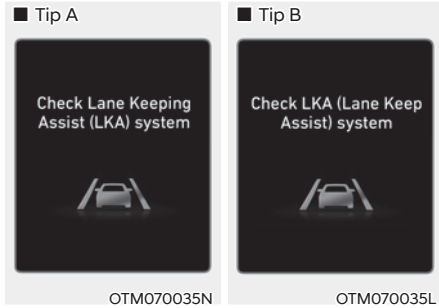 ■ Tip A
Check Lane Keeping
Assist (LKA) system
OTM070035N
■ Tip B
Check LKA (Lane Keep
Assist) system
OTM070035L